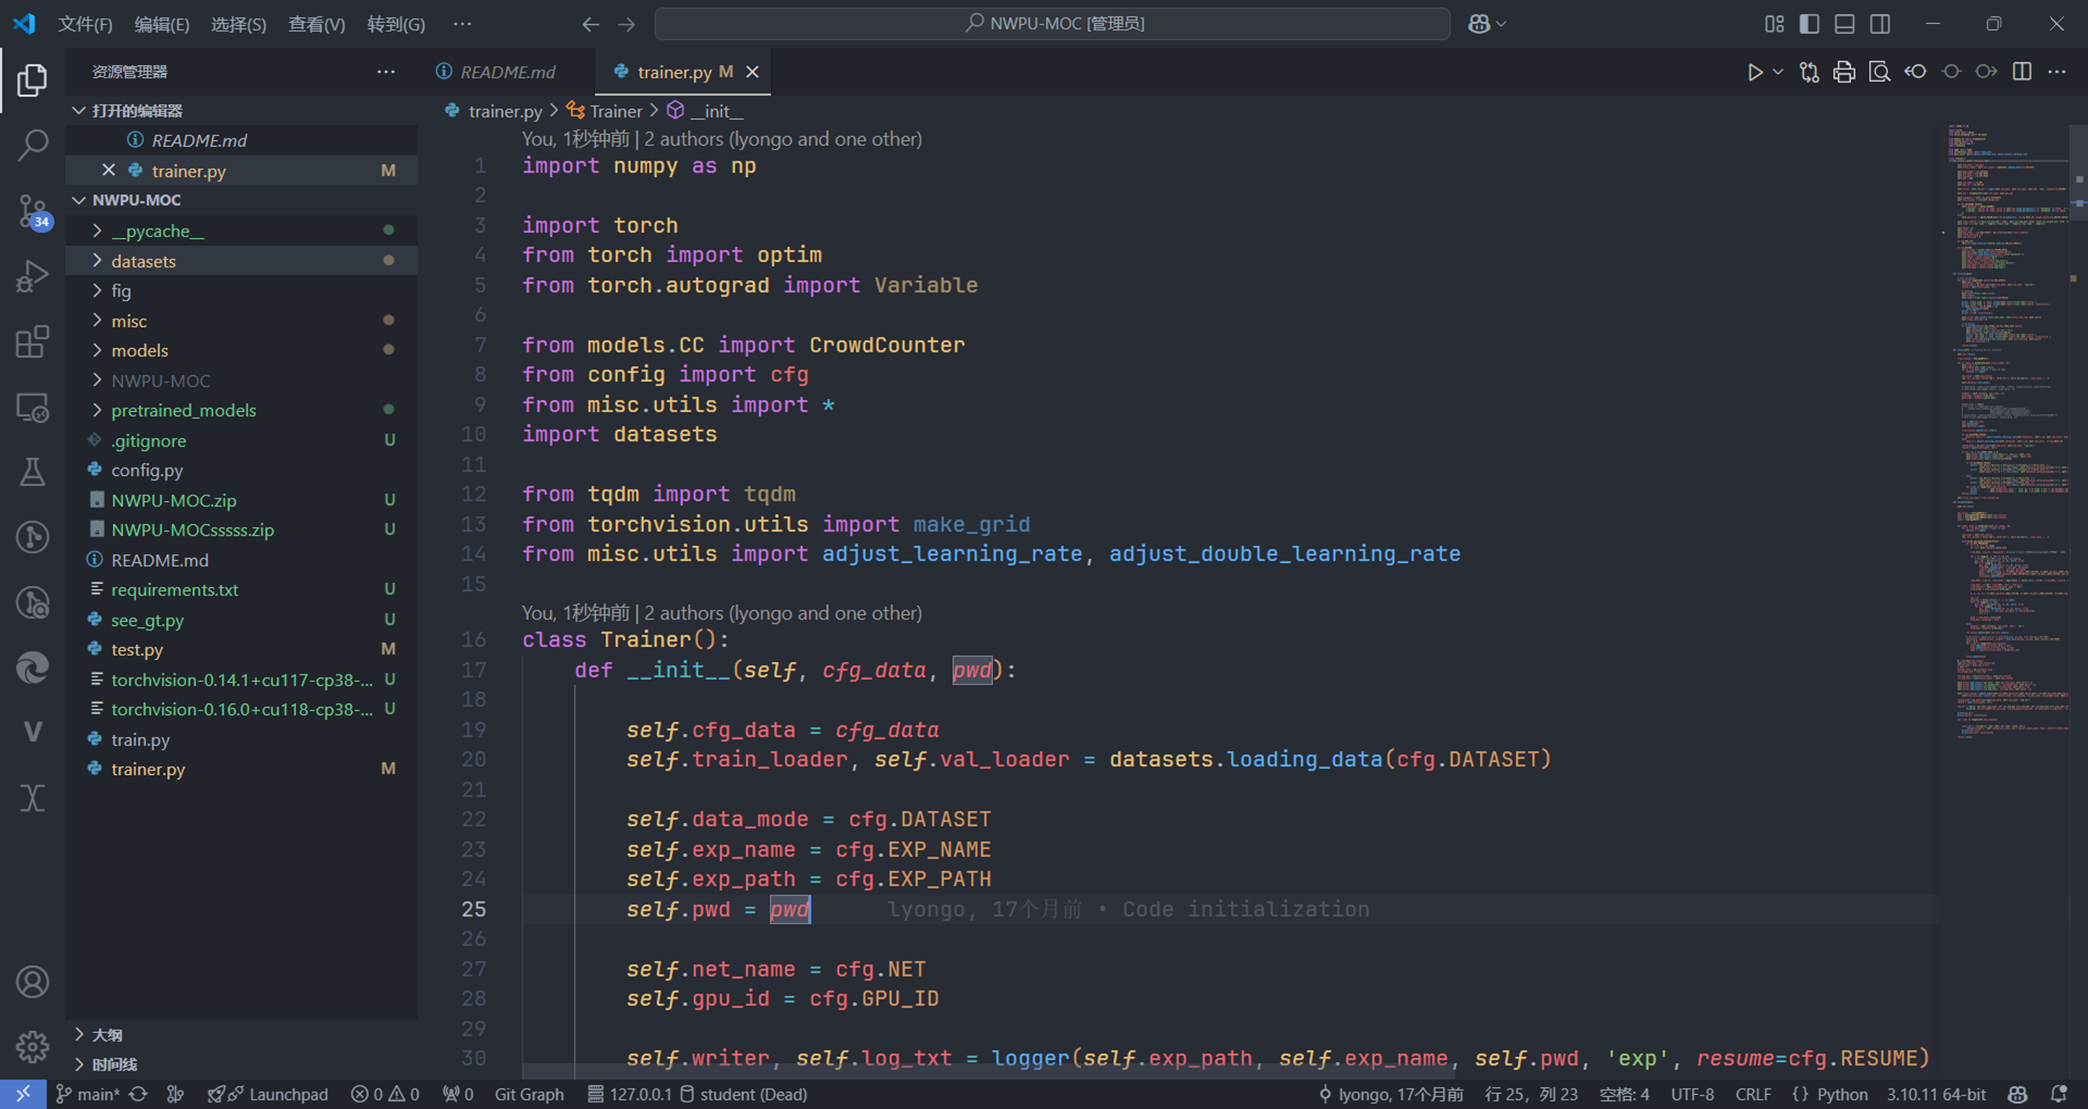 文件(F) 编辑(E) 选择(S) 查看(V) 转到(G) ··· NWPU-MOC [管理员]
资源管理器 ···
打开的编辑器
README.md
trainer.py M
NWPU-MOC
__pycache__
datasets
fig
misc
models
NWPU-MOC
pretrained_models
.gitignore U
config.py
NWPU-MOC.zip U
NWPU-MOCsssss.zip U
README.md
requirements.txt U
see_gt.py U
test.py M
torchvision-0.14.1+cu117-cp38-... U
torchvision-0.16.0+cu118-cp38-... U
train.py
trainer.py M
大纲
时间线
34
README.md trainer.py M
trainer.py > Trainer > __init__
You, 1秒钟前 | 2 authors (lyongo and one other)
1 import numpy as np
2
3 import torch
4 from torch import optim
5 from torch.autograd import Variable
6
7 from models.CC import CrowdCounter
8 from config import cfg
9 from misc.utils import *
10 import datasets
11
12 from tqdm import tqdm
13 from torchvision.utils import make_grid
14 from misc.utils import adjust_learning_rate, adjust_double_learning_rate
15
You, 1秒钟前 | 2 authors (lyongo and one other)
16 class Trainer():
17 def __init__(self, cfg_data, pwd):
18
19 self.cfg_data = cfg_data
20 self.train_loader, self.val_loader = datasets.loading_data(cfg.DATASET)
21
22 self.data_mode = cfg.DATASET
23 self.exp_name = cfg.EXP_NAME
24 self.exp_path = cfg.EXP_PATH
25 self.pwd = pwd lyongo, 17个月前 • Code initialization
26
27 self.net_name = cfg.NET
28 self.gpu_id = cfg.GPU_ID
29
30 self.writer, self.log_txt = logger(self.exp_path, self.exp_name, self.pwd, 'exp', resume=cfg.RESUME)
main* Launchpad 0 0 0 Git Graph 127.0.0.1 student (Dead) lyongo, 17个月前 行 25，列 23 空格: 4 UTF-8 CRLF {} Python 3.10.11 64-bit